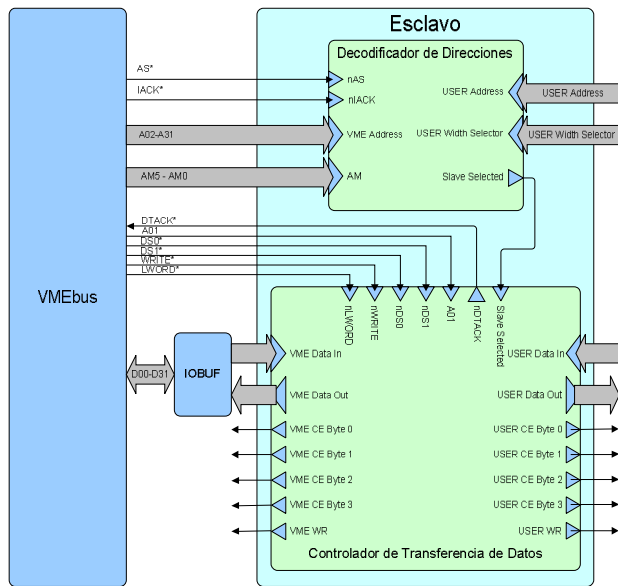 Esclavo
Decodificador de Direcciones
AS*
nAS
IACK*
nIACK
USER Address
USER Address
A02-A31
VME Address
USER Width Selector
USER Width Selector
AM5 - AM0
AM
Slave Selected
DTACK*
A01
DS0*
DS1*
WRITE*
LWORD*
VMEbus
nLWORD
nWRITE
nDS0
nDS1
A01
nDTACK
Slave Selected
D00-D31
IOBUF
VME Data In
USER Data In
VME Data Out
USER Data Out
VME CE Byte 0
USER CE Byte 0
VME CE Byte 1
USER CE Byte 1
VME CE Byte 2
USER CE Byte 2
VME CE Byte 3
USER CE Byte 3
VME WR
USER WR
Controlador de Transferencia de Datos